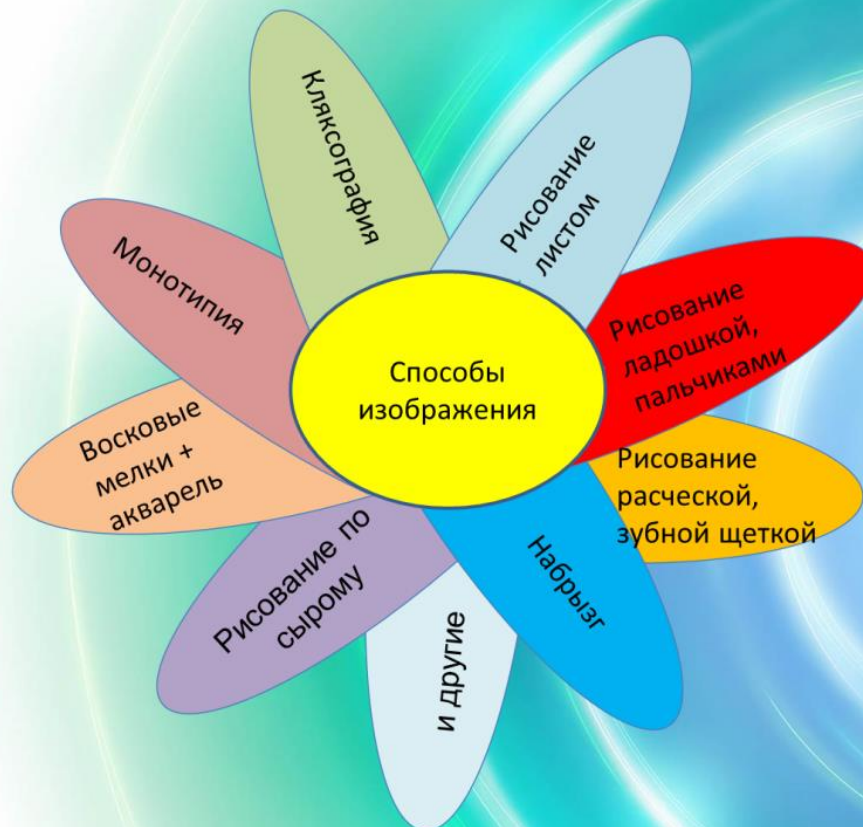 Кляксография
Рисование
листом
Монотипия
Рисование
ладошкой,
пальчиками
Способы
изображения
Восковые
мелки +
акварель
Рисование
расческой,
зубной щеткой
Рисование по
сырому
Набрызг
и другие